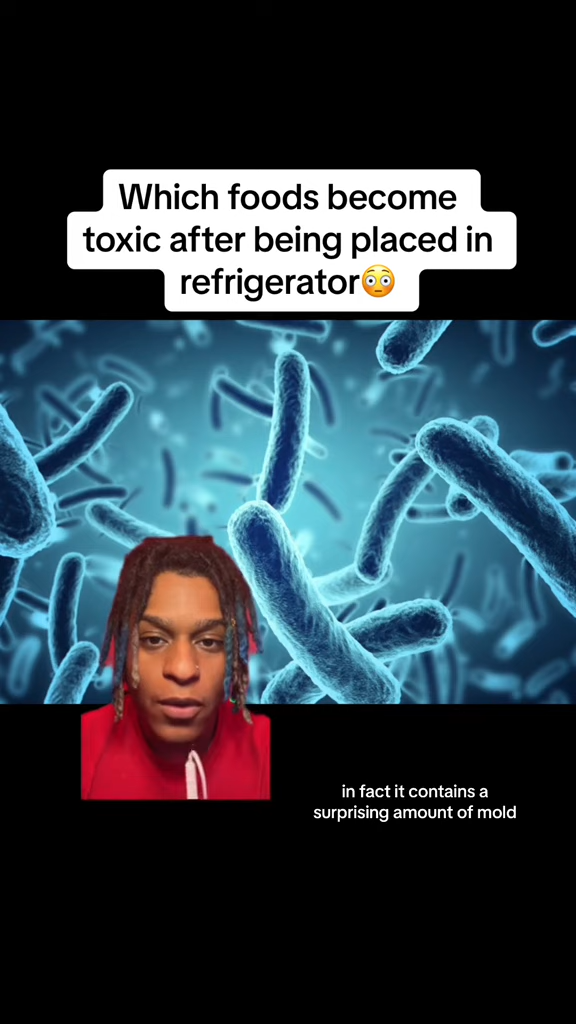 Which foods become
toxic after being placed in
refrigerator😳
in fact it contains a
surprising amount of mold